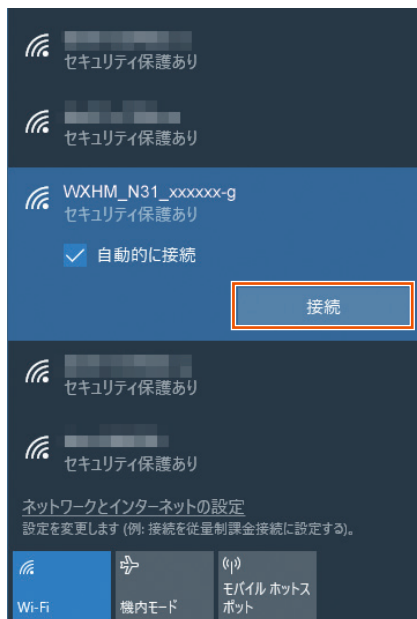 セキュリティ保護あり
セキュリティ保護あり
WXHM_N31_xxxxxx-g
セキュリティ保護あり
自動的に接続
接続
セキュリティ保護あり
セキュリティ保護あり
ネットワークとインターネットの設定
設定を変更します (例: 接続を従量制課金接続に設定する)。
Wi-Fi
機内モード
モバイル ホットス
ポット